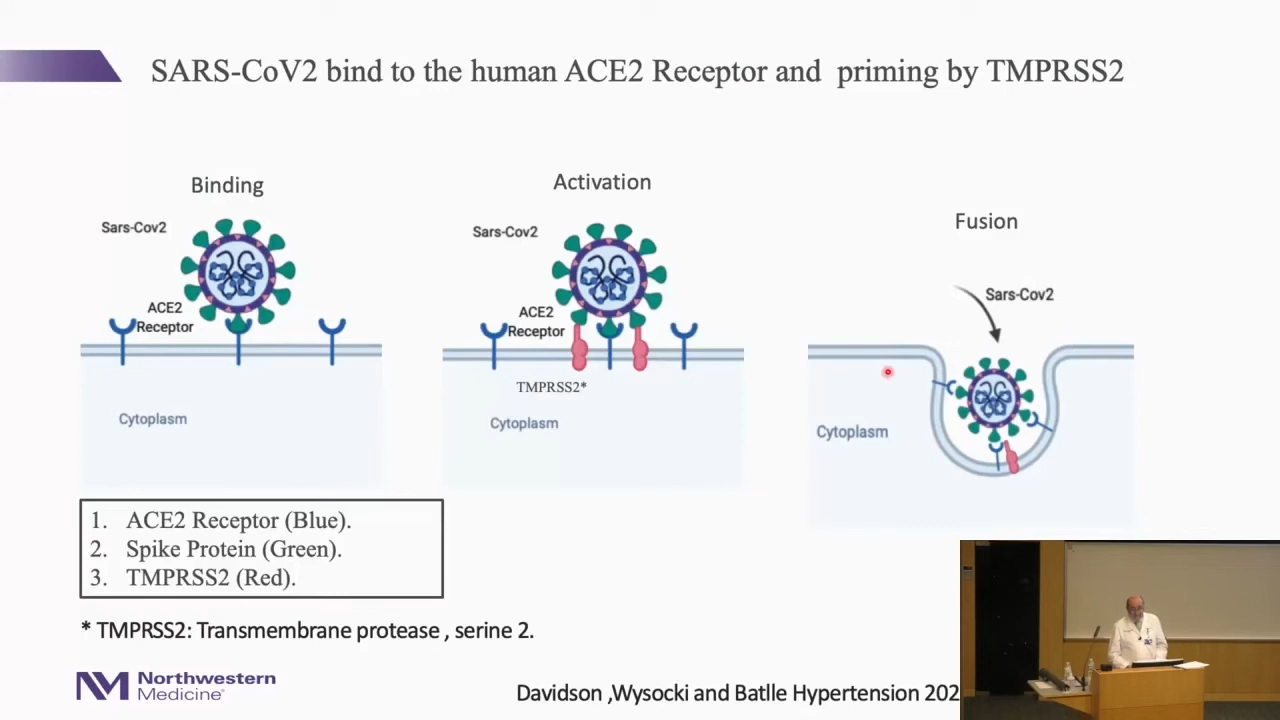 SARS-CoV2 bind to the human ACE2 Receptor and priming by TMPRSS2
Binding
Sars-Cov2
ACE2
Receptor
Cytoplasm
Activation
Sars-Cov2
ACE2
Receptor
TMPRSS2*
Cytoplasm
Fusion
Sars-Cov2
Cytoplasm
1. ACE2 Receptor (Blue).
2. Spike Protein (Green).
3. TMPRSS2 (Red).
* TMPRSS2: Transmembrane protease , serine 2.
NM Northwestern
Medicine®
Davidson ,Wysocki and Batlle Hypertension 202